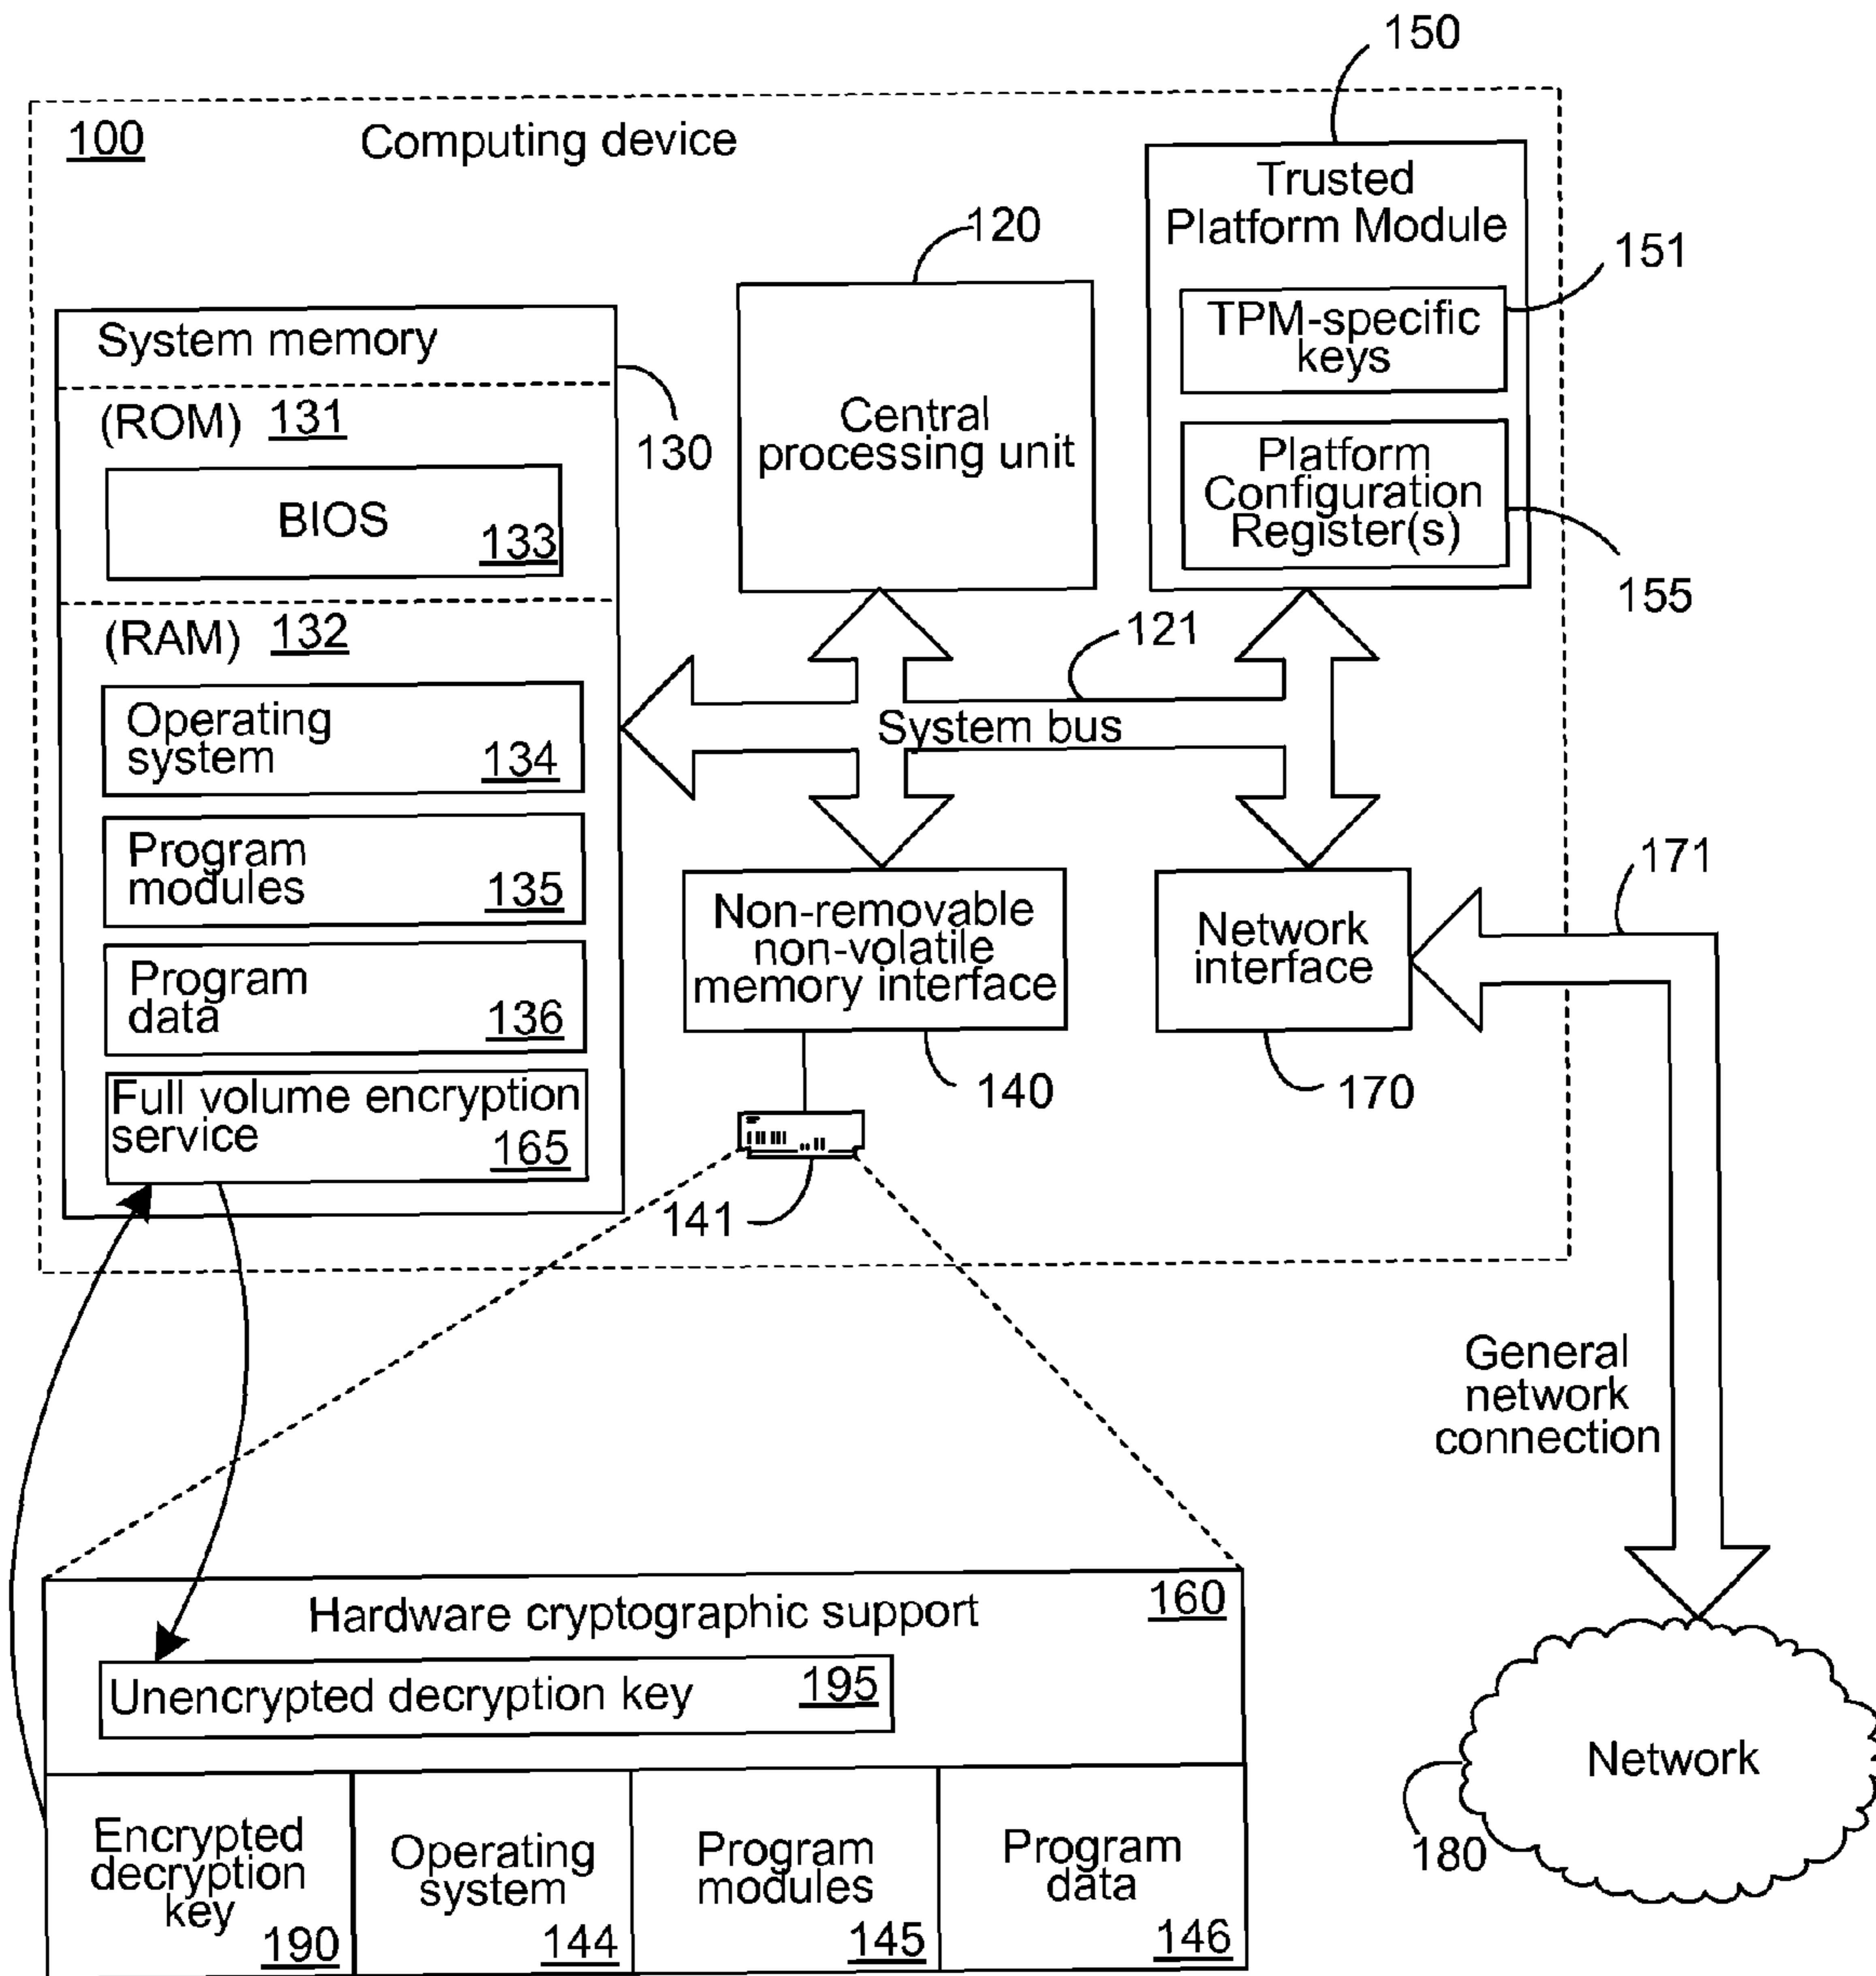 150
100 Computing device
Trusted
Platform Module
120
151
TPM-specific
keys
System memory
(ROM) 131
130
Central
processing unit
Platform
Configuration
Register(s)
BIOS 133
155
(RAM) 132
121
Operating
system 134
System bus
Program
modules 135
171
Non-removable
non-volatile
memory interface
Network
interface
Program
data 136
140
170
Full volume encryption
service 165
141
General
network
connection
Hardware cryptographic support 160
Unencrypted decryption key 195
Network
180
Encrypted
decryption
key
190
Operating
system
144
Program
modules
145
Program
data
146